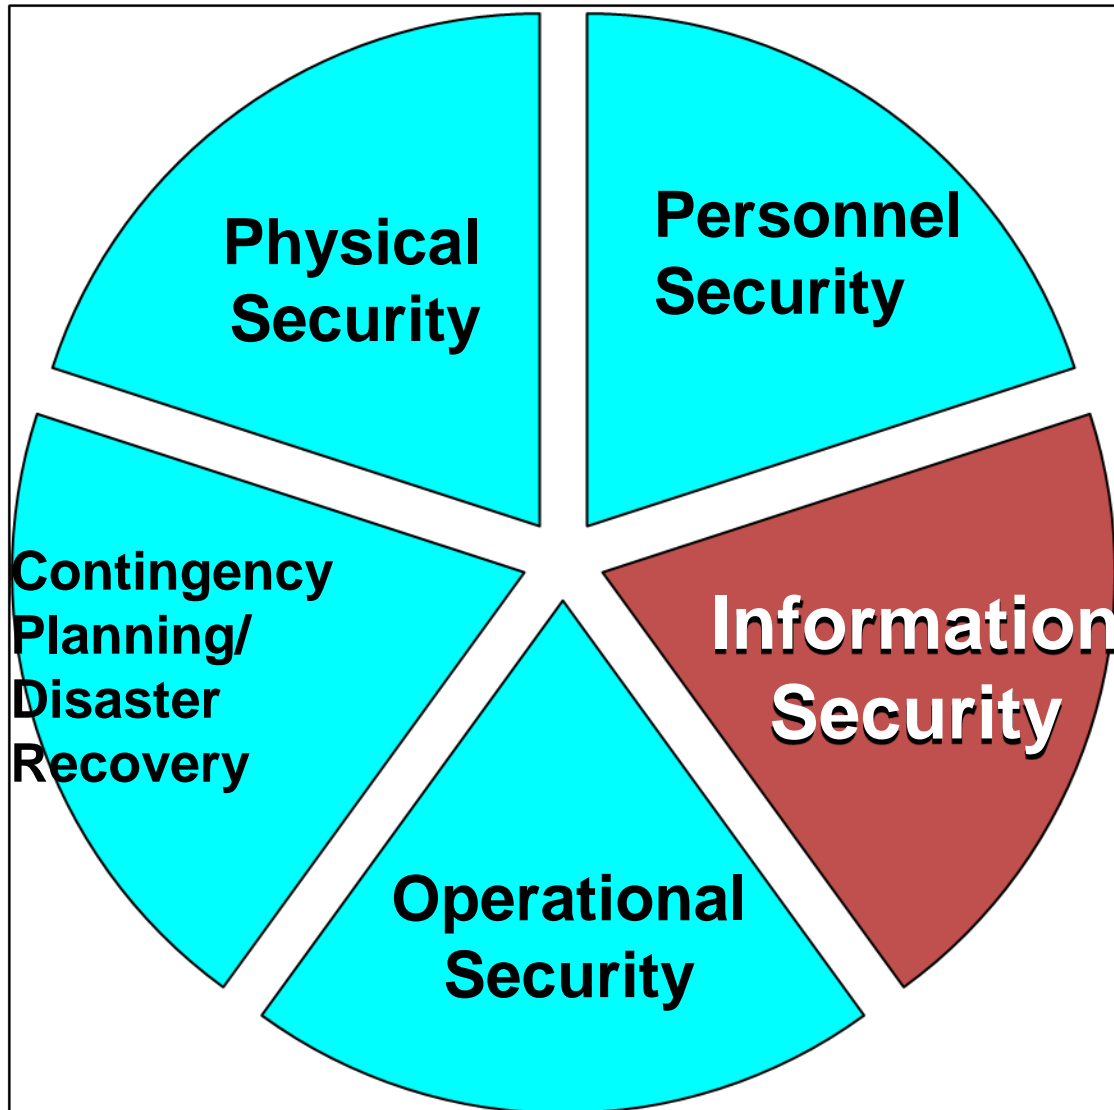 Physical
Security
Personnel
Security
Contingency
Planning/
Disaster
Recovery
Information
Security
Operational
Security